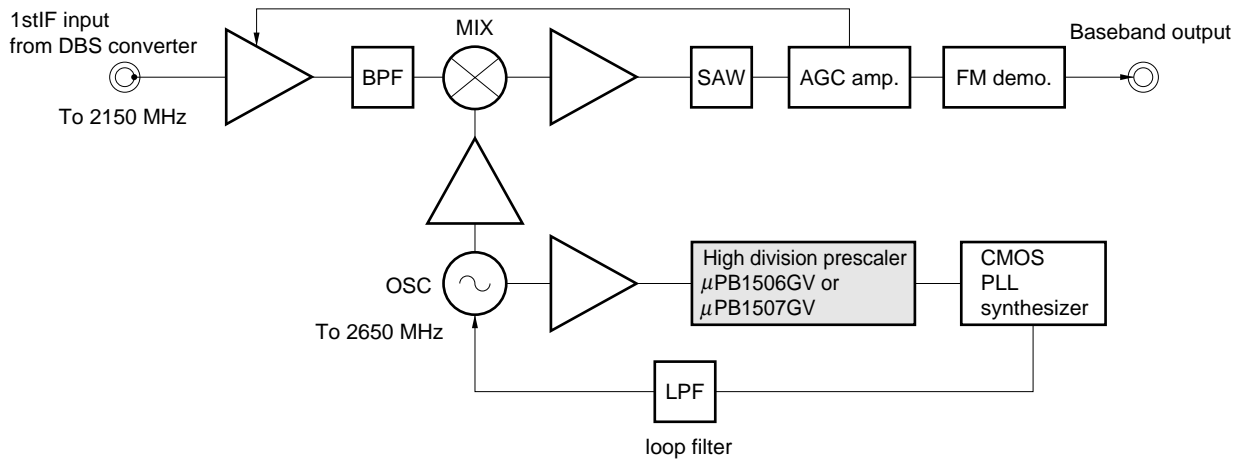 1stIF input
from DBS converter
To 2150 MHz
BPF
MIX
SAW
AGC amp.
FM demo.
Baseband output
OSC
To 2650 MHz
High division prescaler
μPB1506GV or
μPB1507GV
CMOS
PLL
synthesizer
LPF
loop filter